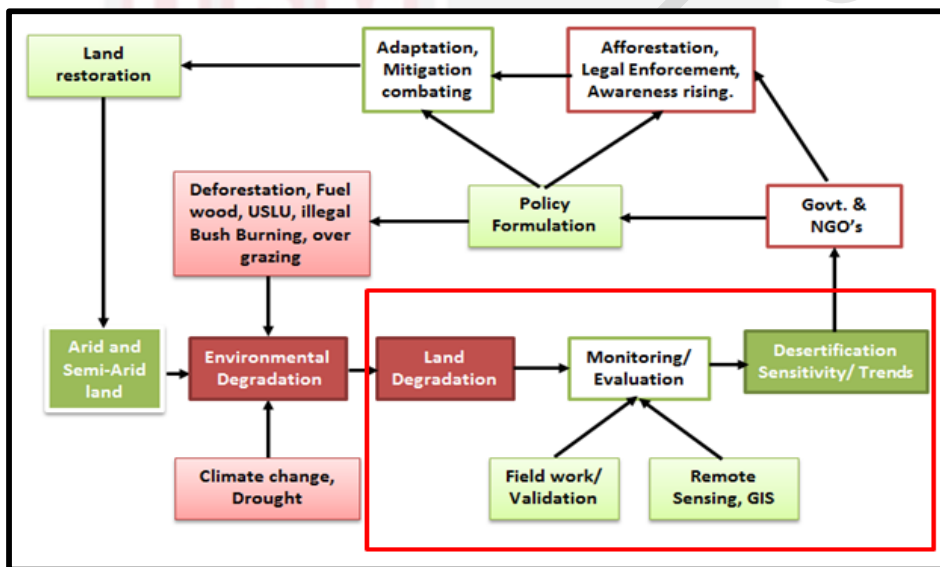 Land
restoration
Adaptation,
Mitigation
combating
Afforestation,
Legal Enforcement,
Awareness rising.
Deforestation, Fuel
wood, USLU, illegal
Bush Burning, over
grazing
Policy
Formulation
Govt. &
NGO's
Arid and
Semi-Arid
land
Environmental
Degradation
Land
Degradation
Monitoring/
Evaluation
Desertification
Sensitivity/ Trends
Climate change,
Drought
Field work/
Validation
Remote
Sensing, GIS